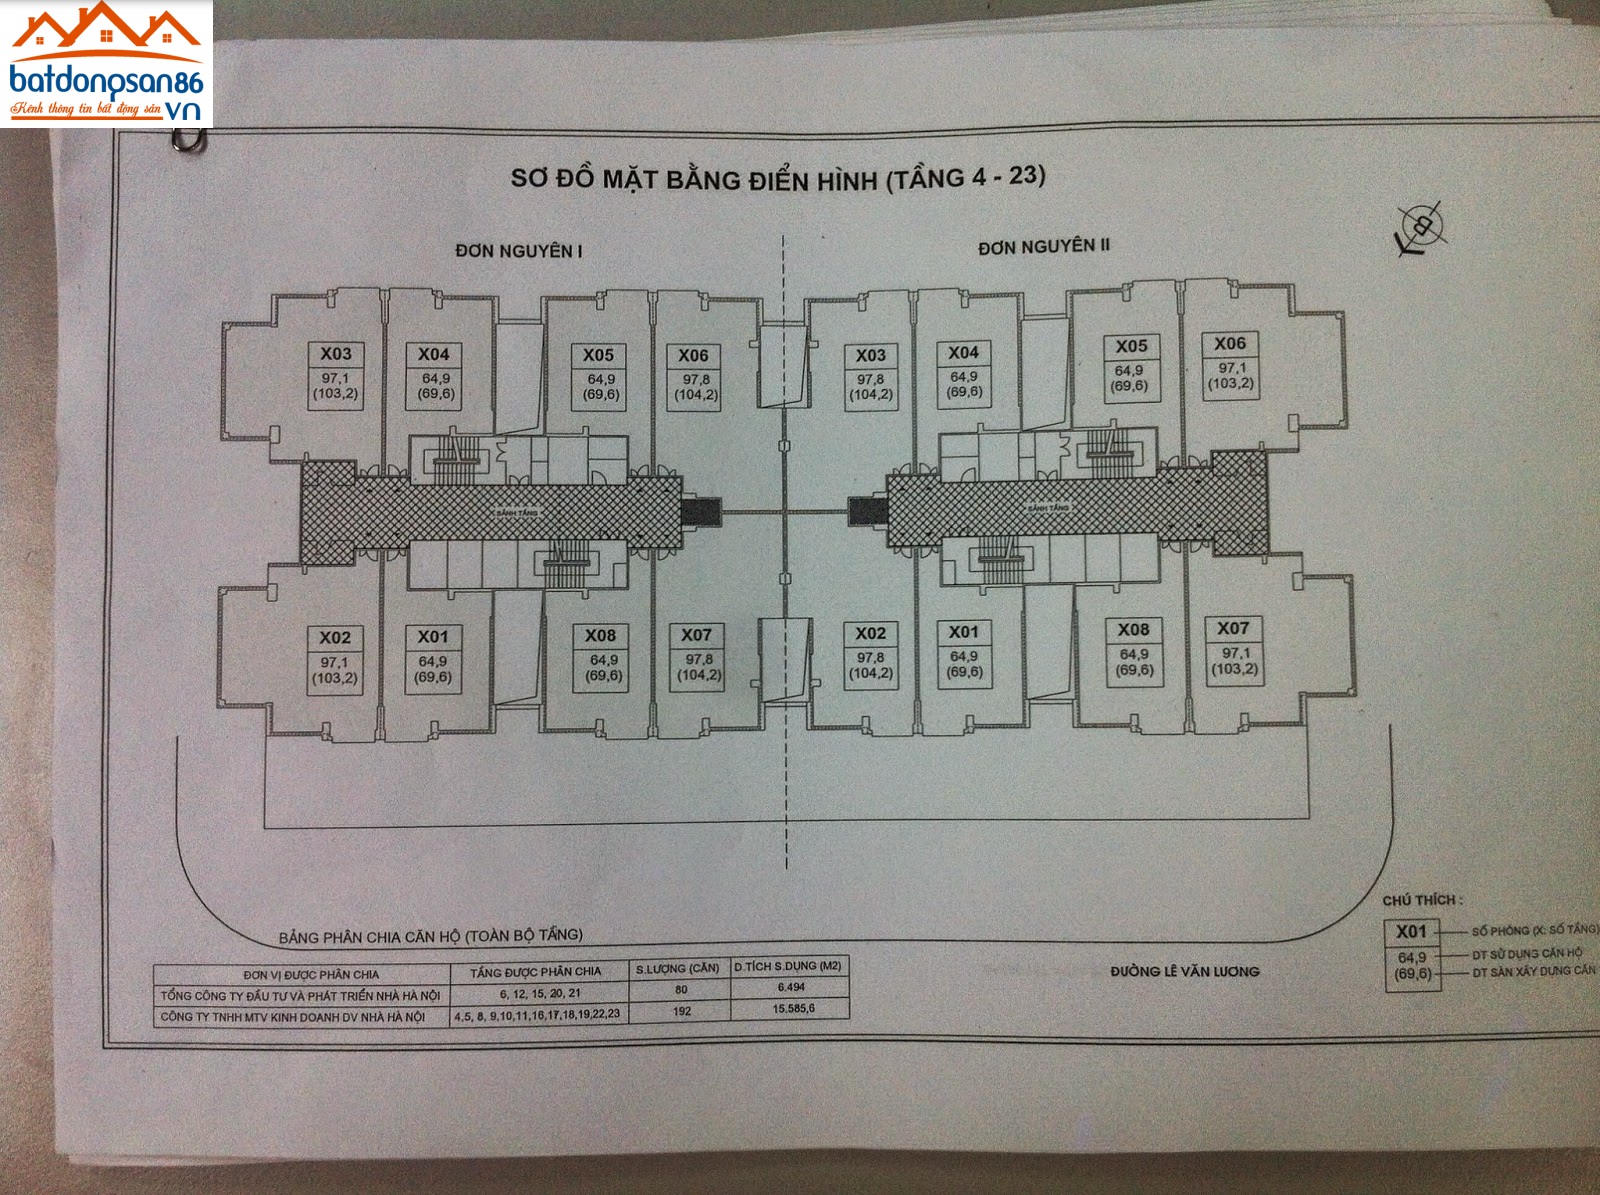 batdongsan86
Kênh thông tin bất động sản
vn
SƠ ĐỒ MẶT BẰNG ĐIỂN HÌNH (TẦNG 4 - 23)
ĐƠN NGUYÊN I
ĐƠN NGUYÊN II
B
X03
97,1
(103,2)
X04
64,9
(69,6)
X05
64,9
(69,6)
X06
97,8
(104,2)
X03
97,8
(104,2)
X04
64,9
(69,6)
X05
64,9
(69,6)
X06
97,1
(103,2)
SẢNH TẦNG
SẢNH TẦNG
X02
97,1
(103,2)
X01
64,9
(69,6)
X08
64,9
(69,6)
X07
97,8
(104,2)
X02
97,8
(104,2)
X01
64,9
(69,6)
X08
64,9
(69,6)
X07
97,1
(103,2)
BẢNG PHÂN CHIA CĂN HỘ (TOÀN BỘ TẦNG)
ĐƠN VỊ ĐƯỢC PHÂN CHIA TẦNG ĐƯỢC PHÂN CHIA S.LƯỢNG (CĂN) D.TÍCH S.DỤNG (M2)
TỔNG CÔNG TY ĐẦU TƯ VÀ PHÁT TRIỂN NHÀ HÀ NỘI 6, 12, 15, 20, 21 80 6.494
CÔNG TY TNHH MTV KINH DOANH DV NHÀ HÀ NỘI 4,5, 8, 9,10,11,16,17,18,19,22,23 192 15.585,6
ĐƯỜNG LÊ VĂN LƯƠNG
CHÚ THÍCH :
X01 SỐ PHÒNG (X: SỐ TẦNG)
64,9 DT SỬ DỤNG CĂN HỘ
(69,6) DT SÀN XÂY DỰNG CĂN